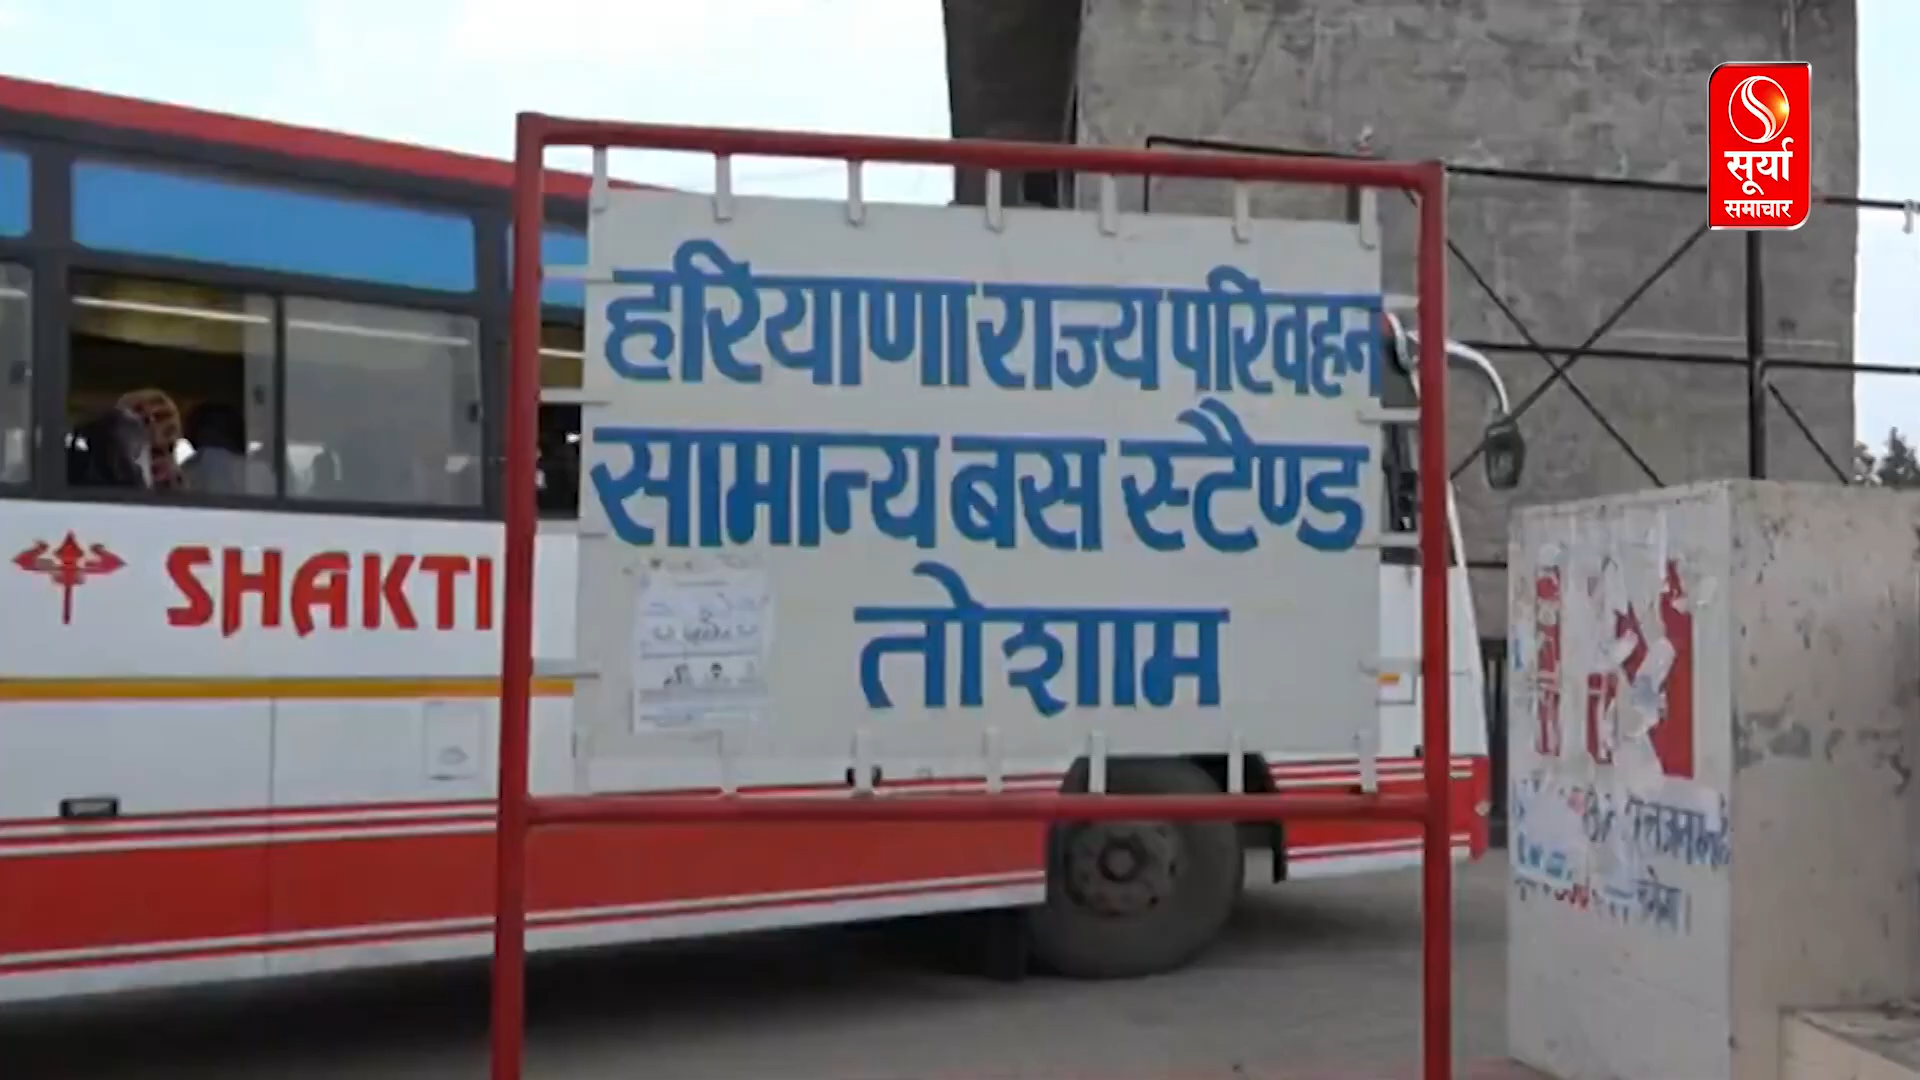 सूर्या
समाचार
हरियाणा राज्य परिवहन
सामान्य बस स्टैण्ड
तोशाम
SHAKTI